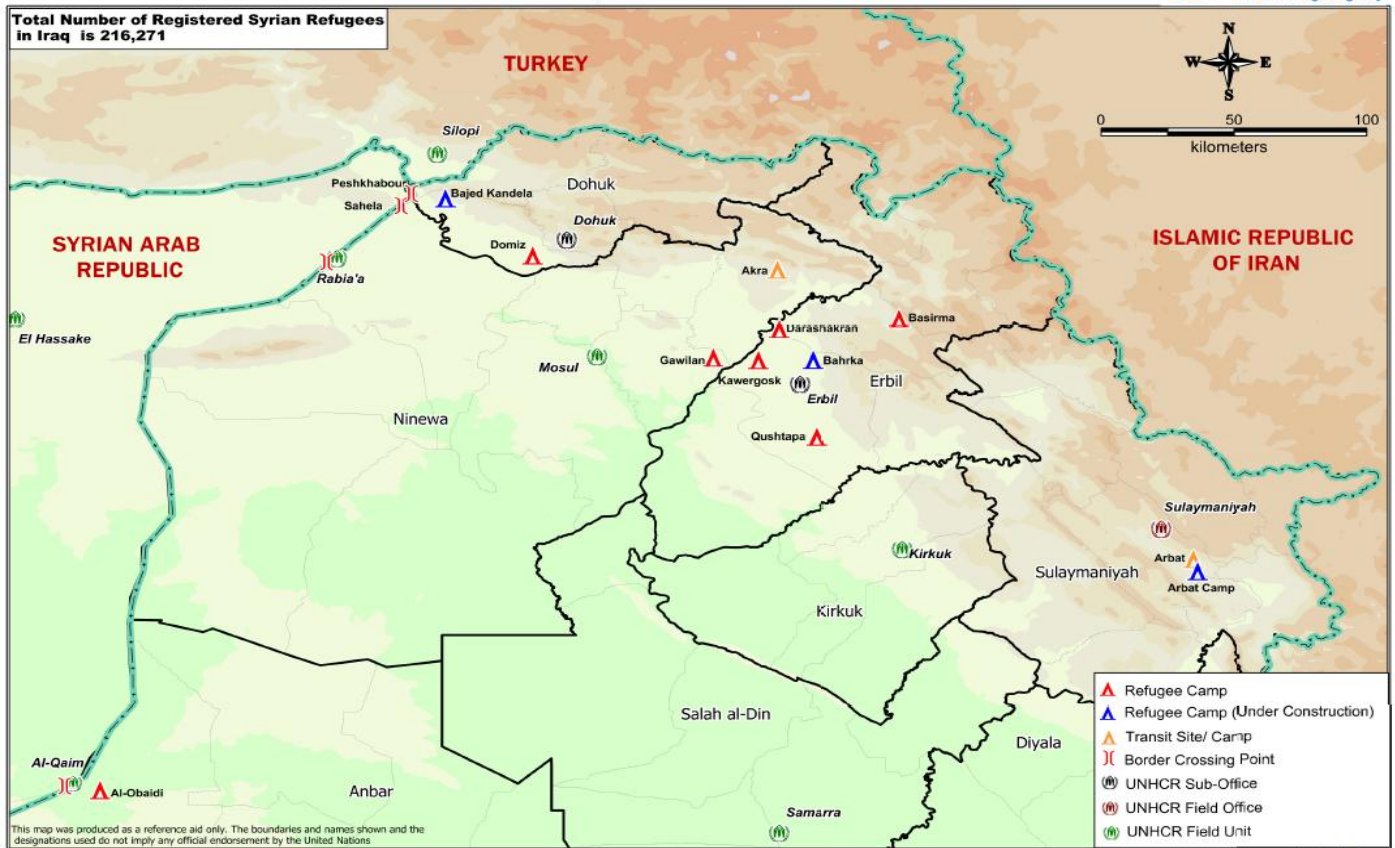 Total Number of Registered Syrian Refugees
in Iraq is 216,271
TURKEY
N
W E
S
0 50 100
kilometers
Silopi
Peshkhabour
Sahela
Bajed Kandela
Dohuk
Dohuk
Domiz
SYRIAN ARAB
REPUBLIC
ISLAMIC REPUBLIC
OF IRAN
Rabia'a
Akra
El Hassake
Basirma
Darashakran
Mosul
Gawilan
Kawergosk
Bahrka
Erbil
Erbil
Ninewa
Qushtapa
Sulaymaniyah
Kirkuk
Arbat
Sulaymaniyah
Arbat Camp
Kirkuk
Salah al-Din
Diyala
Al-Qaim
Al-Obaidi
Anbar
Samarra
Refugee Camp
Refugee Camp (Under Construction)
Transit Site/ Camp
Border Crossing Point
UNHCR Sub-Office
UNHCR Field Office
UNHCR Field Unit
This map was produced as a reference aid only. The boundaries and names shown and the
designations used do not imply any official endorsement by the United Nations